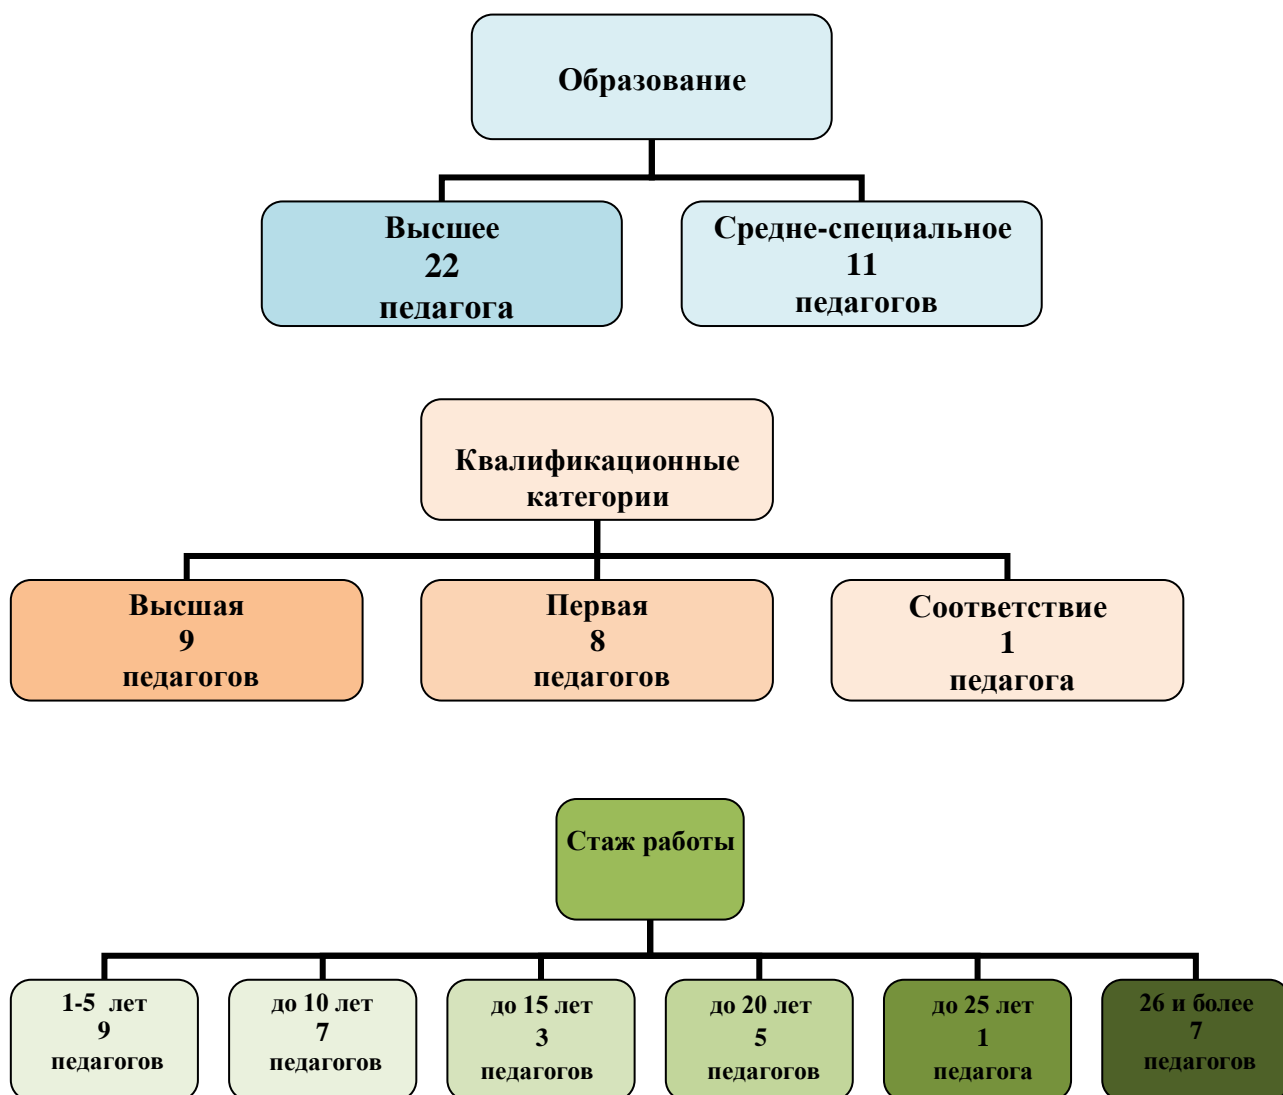 Образование
Высшее
22
педагога
Средне-специальное
11
педагогов
Квалификационные
категории
Высшая
9
педагогов
Первая
8
педагогов
Соответствие
1
педагога
Стаж работы
1-5 лет
9
педагогов
до 10 лет
7
педагогов
до 15 лет
3
педагогов
до 20 лет
5
педагогов
до 25 лет
1
педагога
26 и более
7
педагогов